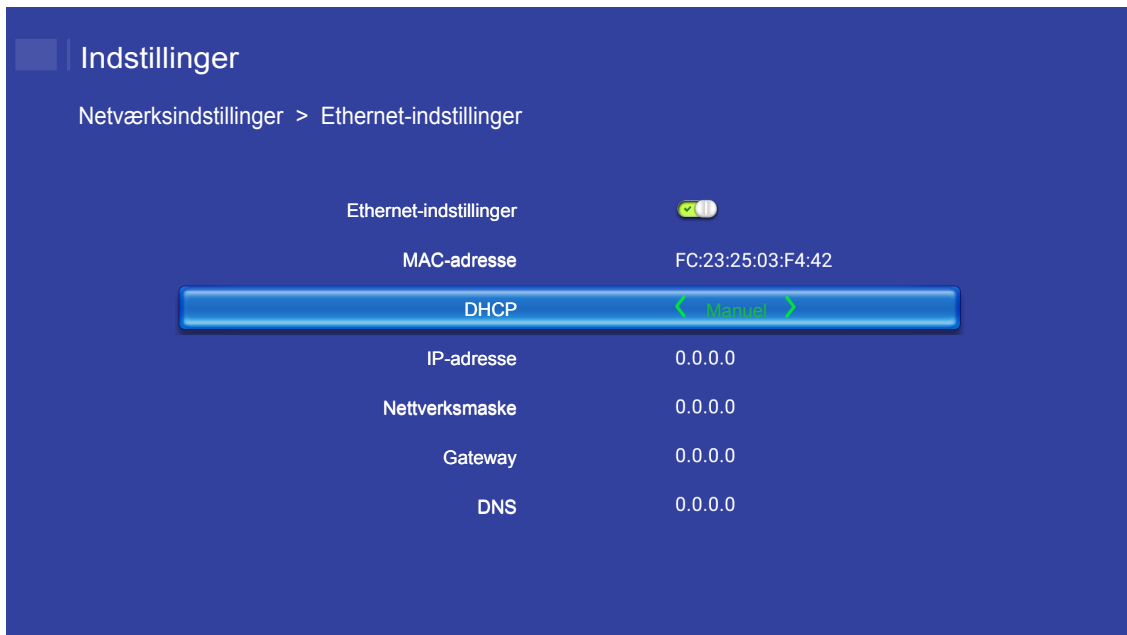 Indstillinger
Netværksindstillinger > Ethernet-indstillinger
Ethernet-indstillinger
MAC-adresse FC:23:25:03:F4:42
DHCP Manuel
IP-adresse 0.0.0.0
Nettverksmaske 0.0.0.0
Gateway 0.0.0.0
DNS 0.0.0.0